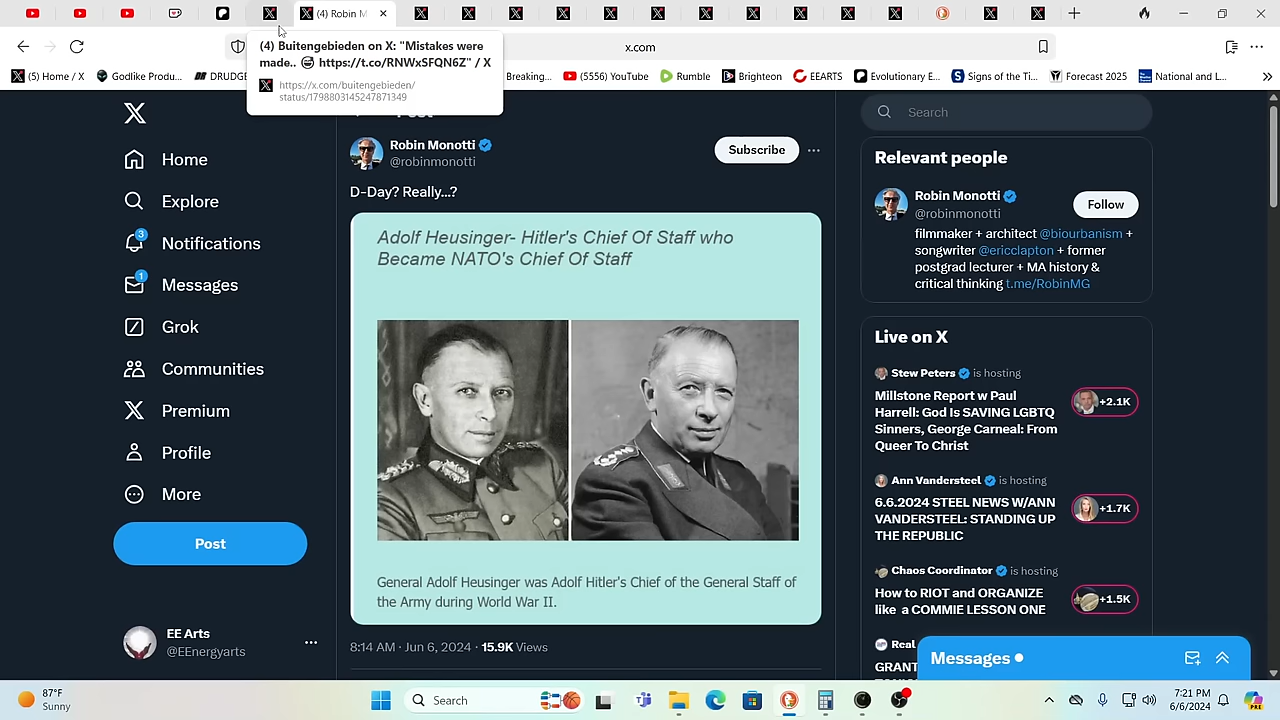 (4) Robin M
x.com
(4) Buitengebieden on X: "Mistakes were
made.. 😅 https://t.co/RNWxSFQN6Z" / X
https://x.com/buitengebieden/
status/1798803145247871349
(5) Home / X
Godlike Produ...
DRUDGE
Breaking...
(5556) YouTube
Rumble
Brighteon
EEARTS
Evolutionary E...
Signs of the Ti...
Forecast 2025
National and L...
Home
Explore
3
Notifications
1
Messages
Grok
Communities
Premium
Profile
More
Post
EE Arts
@EEnergyarts
Robin Monotti
@robinmonotti
Subscribe
D-Day? Really...?
Adolf Heusinger- Hitler's Chief Of Staff who
Became NATO's Chief Of Staff
General Adolf Heusinger was Adolf Hitler's Chief of the General Staff of
the Army during World War II.
8:14 AM · Jun 6, 2024 · 15.9K Views
Search
Relevant people
Robin Monotti
@robinmonotti
Follow
filmmaker + architect @biourbanism +
songwriter @ericclapton + former
postgrad lecturer + MA history &
critical thinking t.me/RobinMG
Live on X
Stew Peters is hosting
Millstone Report w Paul
Harrell: God Is SAVING LGBTQ
Sinners, George Carneal: From
Queer To Christ
+2.1K
Ann Vandersteel is hosting
6.6.2024 STEEL NEWS W/ANN
VANDERSTEEL: STANDING UP
THE REPUBLIC
+1.7K
Chaos Coordinator is hosting
How to RIOT and ORGANIZE
like a COMMIE LESSON ONE
+1.5K
Real
GRANT
Messages
87°F
Sunny
Search
7:21 PM
6/6/2024
PRE